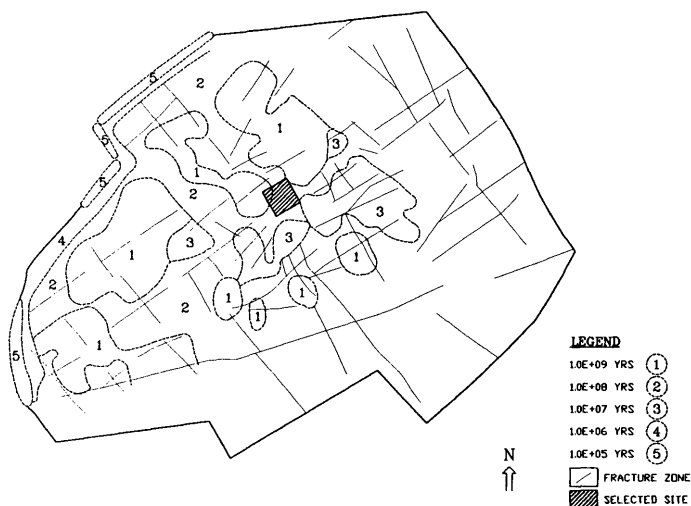 5
2
1
3
5
1
2
5
3
3
4
1
3
1
2
1
2
1
1
1
5
LEGEND
1.0E+09 YRS 1
1.0E+08 YRS 2
1.0E+07 YRS 3
1.0E+06 YRS 4
1.0E+05 YRS 5
N
FRACTURE ZONE
SELECTED SITE